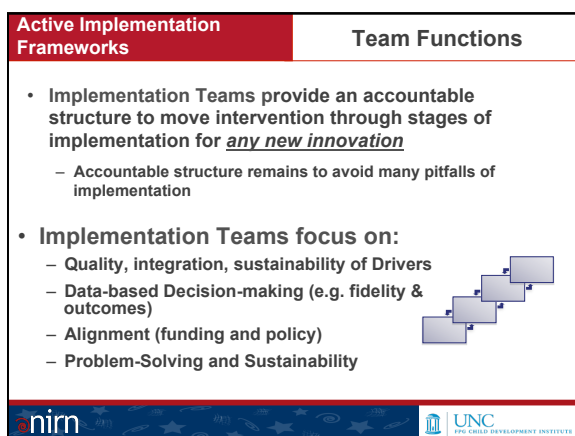 Active Implementation
Frameworks
Team Functions
• Implementation Teams provide an accountable
structure to move intervention through stages of
implementation for any new innovation
– Accountable structure remains to avoid many pitfalls of
implementation
• Implementation Teams focus on:
– Quality, integration, sustainability of Drivers
– Data-based Decision-making (e.g. fidelity &
outcomes)
– Alignment (funding and policy)
– Problem-Solving and Sustainability
nirn
UNC
FPG CHILD DEVELOPMENT INSTITUTE